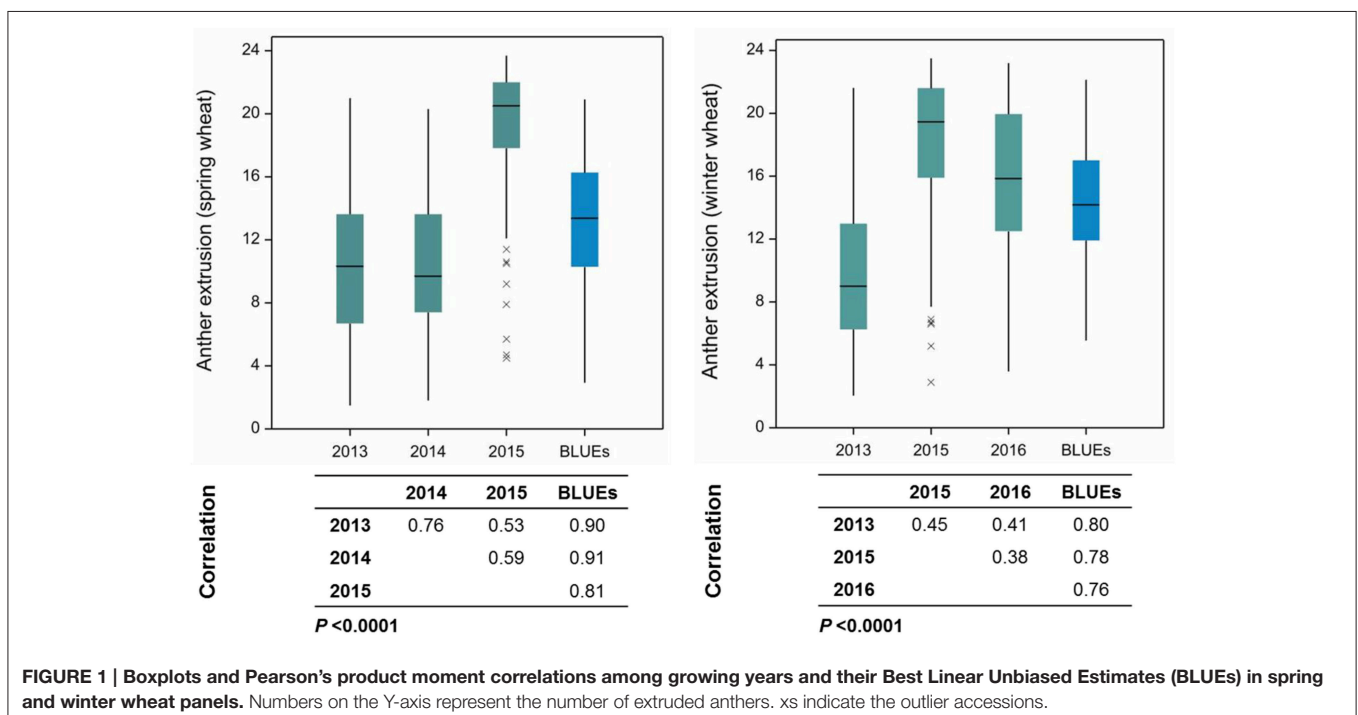 Anther extrusion (spring wheat)
24
20
16
12
8
4
0
2013 2014 2015 BLUEs
Correlation
2014 2015 BLUEs
2013 0.76 0.53 0.90
2014 0.59 0.91
2015 0.81
P <0.0001
Anther extrusion (winter wheat)
24
20
16
12
8
4
0
2013 2015 2016 BLUEs
Correlation
2015 2016 BLUEs
2013 0.45 0.41 0.80
2015 0.38 0.78
2016 0.76
P <0.0001
FIGURE 1 | Boxplots and Pearson's product moment correlations among growing years and their Best Linear Unbiased Estimates (BLUEs) in spring
and winter wheat panels. Numbers on the Y-axis represent the number of extruded anthers. xs indicate the outlier accessions.